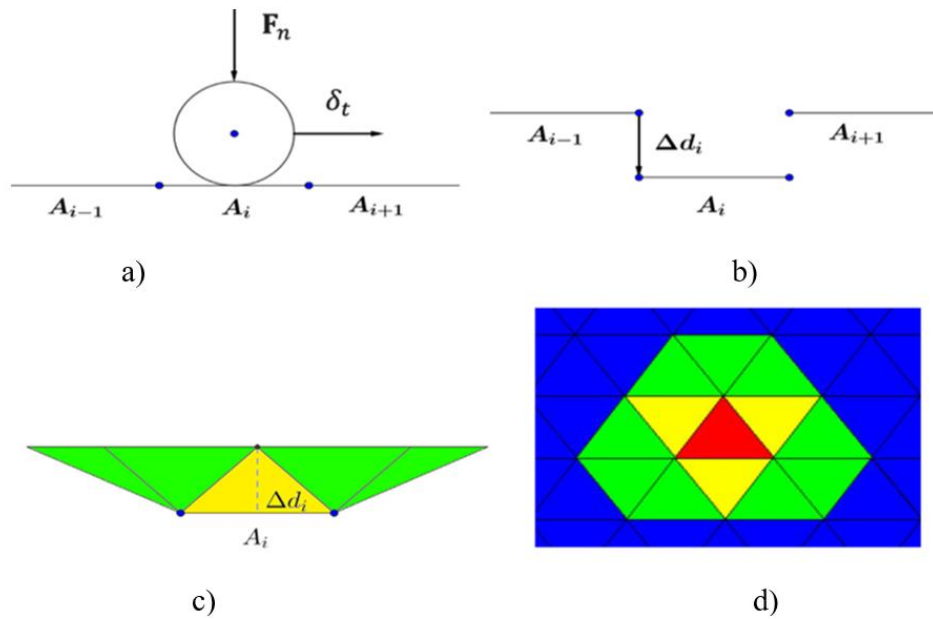 F_n
δ_t
A_{i-1}
A_i
A_{i+1}
a)
A_{i-1}
Δd_i
A_{i+1}
A_i
b)
Δd_i
A_i
c)
d)